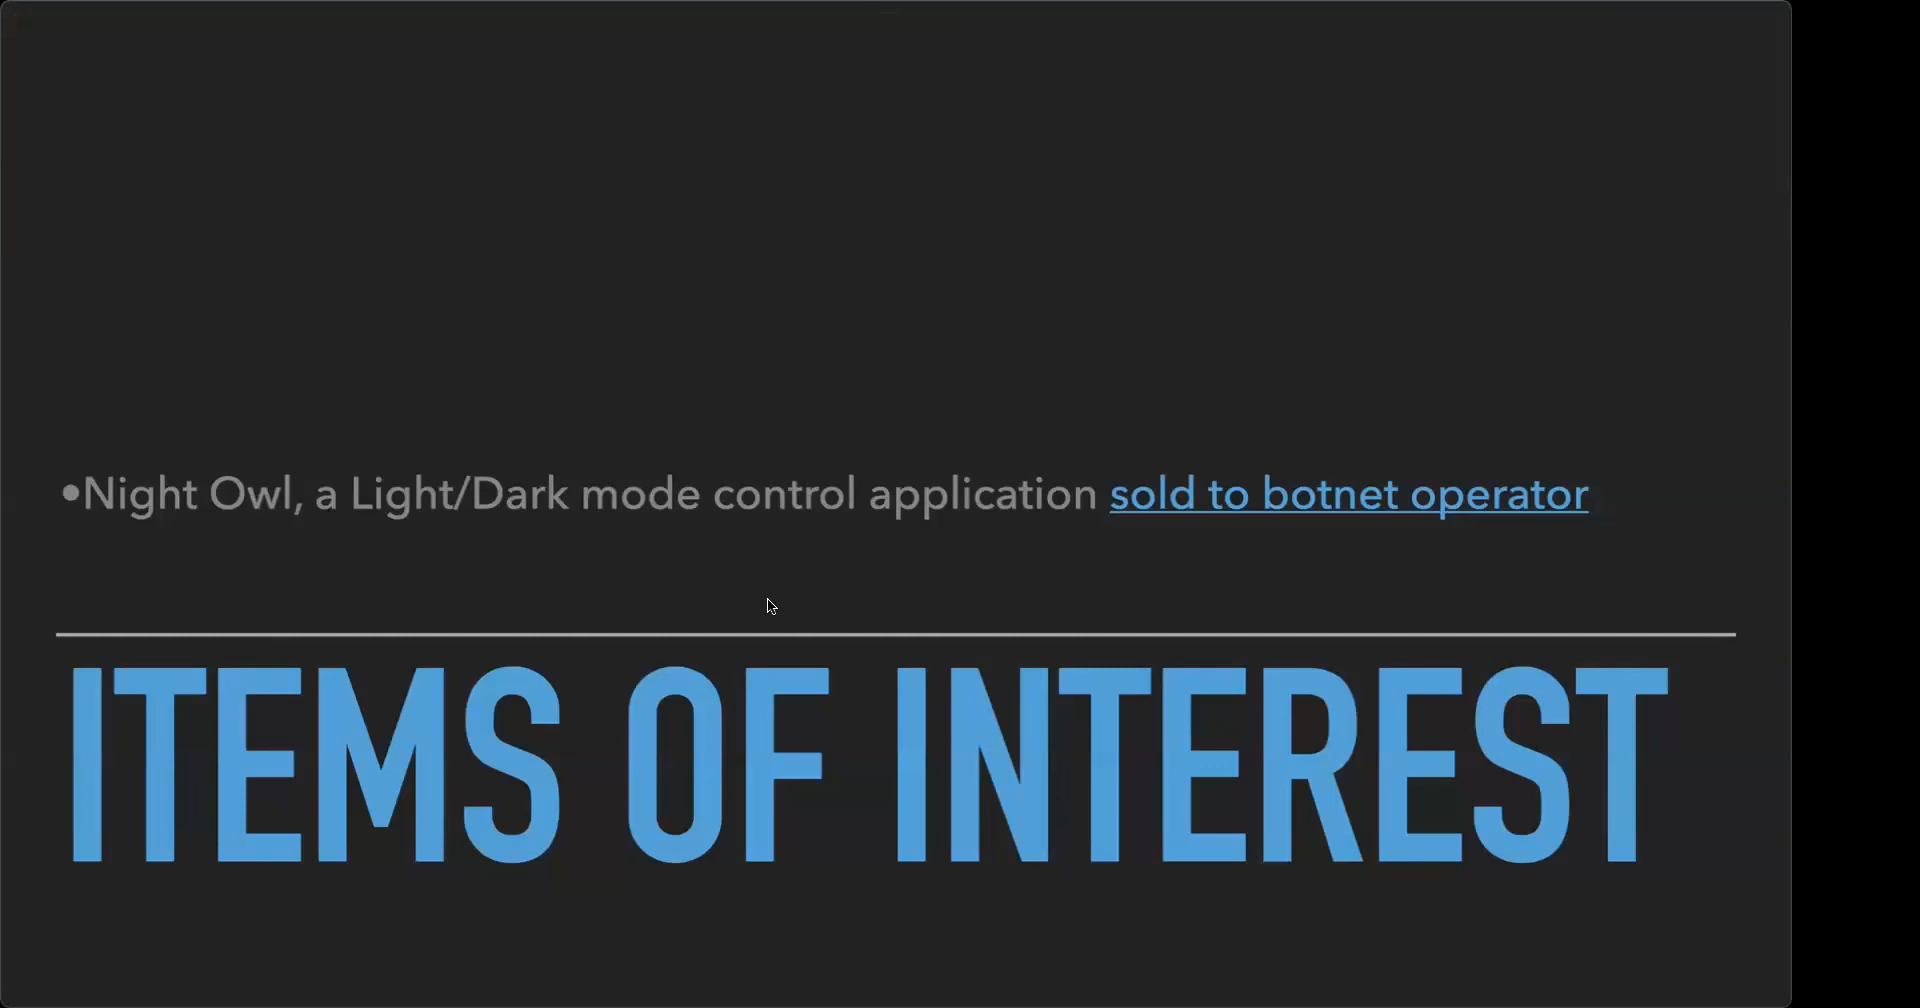 •Night Owl, a Light/Dark mode control application sold to botnet operator
ITEMS OF INTEREST